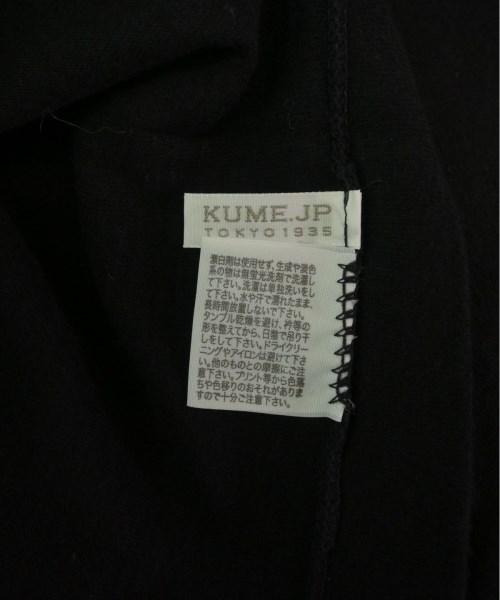 KUME.JP
TOKYO1935
漂白剤は使用せず、生成や淡色
系の物は無蛍光洗剤で洗濯し
て下さい。洗濯は単独洗いをし
て下さい。水や汗で濡れたまま、
長時間放置しないで下さい。
タンブル乾燥を避け、衿等の
形を整えてから、日陰で吊り干
しをして下さい。ドライクリー
ニングやアイロンは避けて下さ
い。他のものとの摩擦にご注
意下さい。プリント等から色落
ちや色移りのおそれがありま
すので十分ご注意下さい。